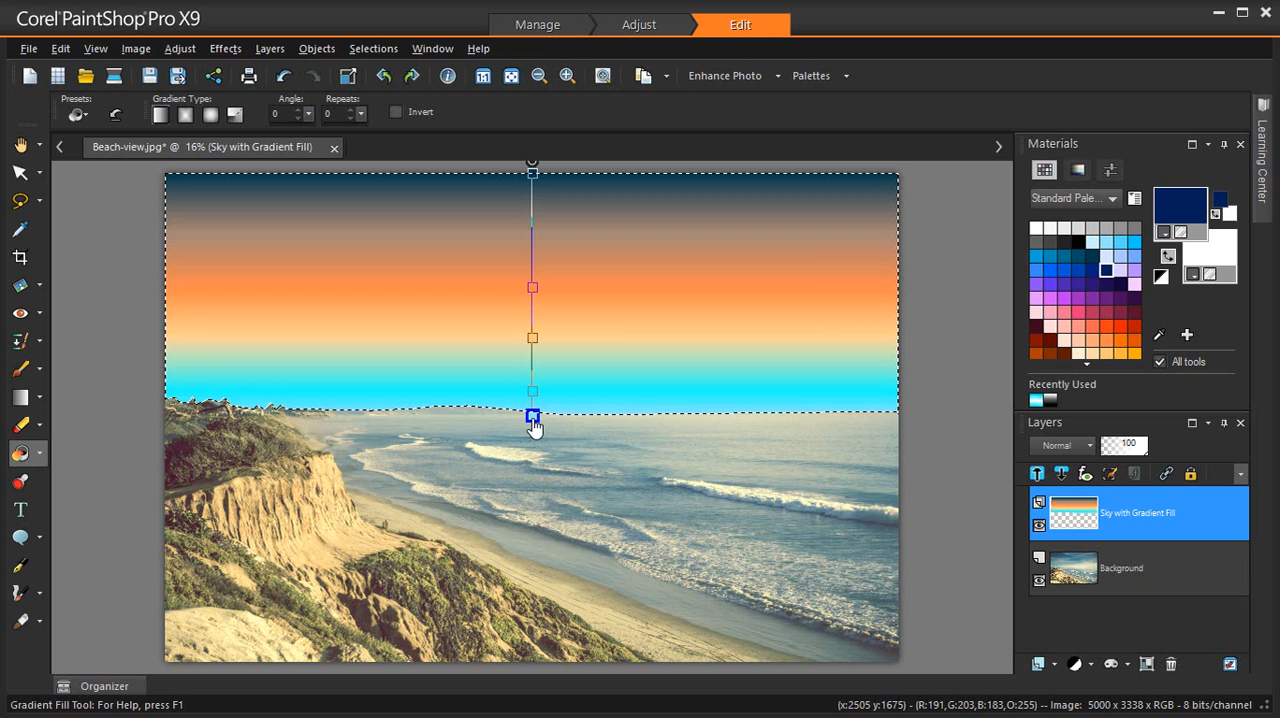 Corel PaintShop Pro X9
Manage
Adjust
Edit
File Edit View Image Adjust Effects Layers Objects Selections Window Help
1:1
Enhance Photo
Palettes
Presets:
Gradient Type:
Angle:
Repeats:
0
0
Invert
Beach-view.jpg* @ 16% (Sky with Gradient Fill)
Materials
Standard Pale...
All tools
Recently Used
Layers
Normal
100
Sky with Gradient Fill
Background
Learning Center
Organizer
Gradient Fill Tool: For Help, press F1
(x:2505 y:1675) -- (R:191,G:203,B:183,O:255) -- Image: 5000 x 3338 x RGB - 8 bits/channel